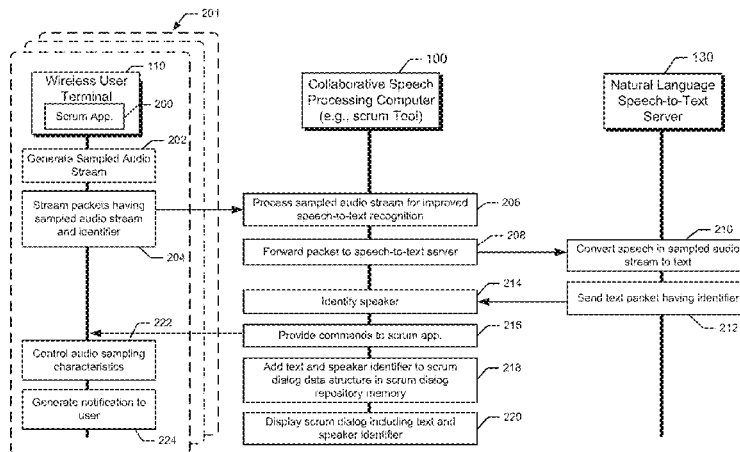 201
110
Wireless User
Terminal
200
Scrum App.
202
Generate Sampled Audio
Stream
Stream packets having
sampled audio stream
and identifier
204
222
Control audio sampling
characteristics
Generate notification to
user
224
100
Collaborative Speech
Processing Computer
(e.g., scrum Tool)
Process sampled audio stream for improved
speech-to-text recognition
206
208
Forward packet to speech-to-text server
214
Identify speaker
Provide commands to scrum app.
216
Add text and speaker identifier to scrum
dialog data structure in scrum dialog
repository memory
218
Display scrum dialog including text and
speaker identifier
220
130
Natural Language
Speech-to-Text
Server
210
Convert speech in sampled audio
stream to text
Send text packet having identifier
212